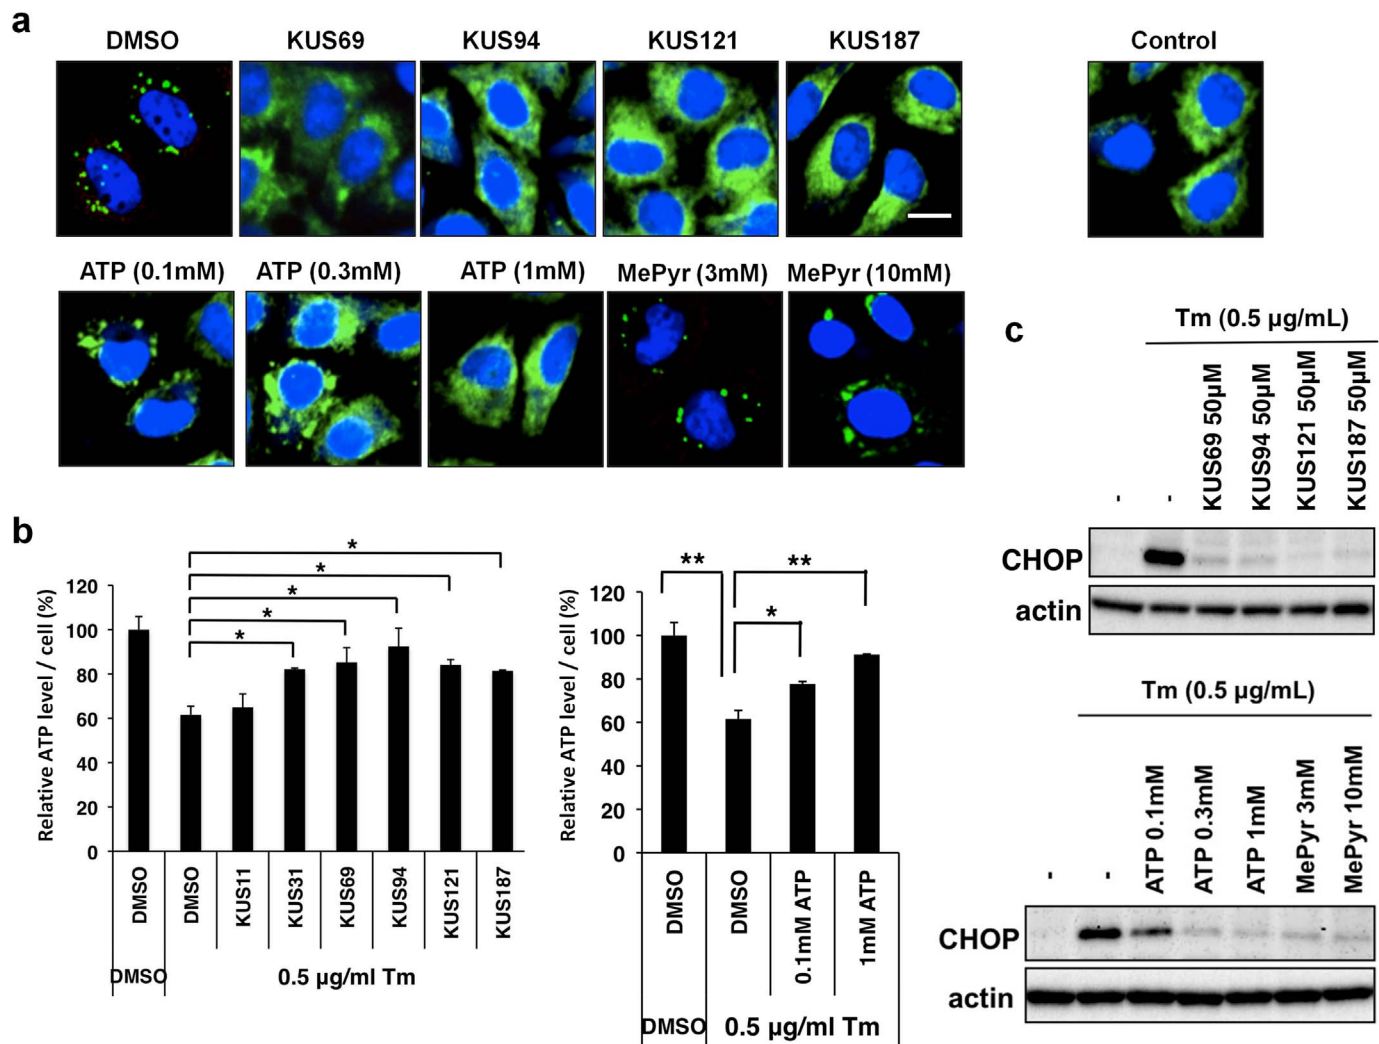 a
DMSO KUS69 KUS94 KUS121 KUS187 Control
ATP (0.1mM) ATP (0.3mM) ATP (1mM) MePyr (3mM) MePyr (10mM)
b
Relative ATP level / cell (%)
120
100
80
60
40
20
0
* * * * *
DMSO DMSO KUS11 KUS31 KUS69 KUS94 KUS121 KUS187
DMSO 0.5 µg/ml Tm
Relative ATP level / cell (%)
120
100
80
60
40
20
0
** * **
DMSO DMSO 0.1mM ATP 1mM ATP
DMSO 0.5 µg/ml Tm
c
Tm (0.5 µg/mL)
- - KUS69 50µM KUS94 50µM KUS121 50µM KUS187 50µM
CHOP
actin
Tm (0.5 µg/mL)
- - ATP 0.1mM ATP 0.3mM ATP 1mM MePyr 3mM MePyr 10mM
CHOP
actin